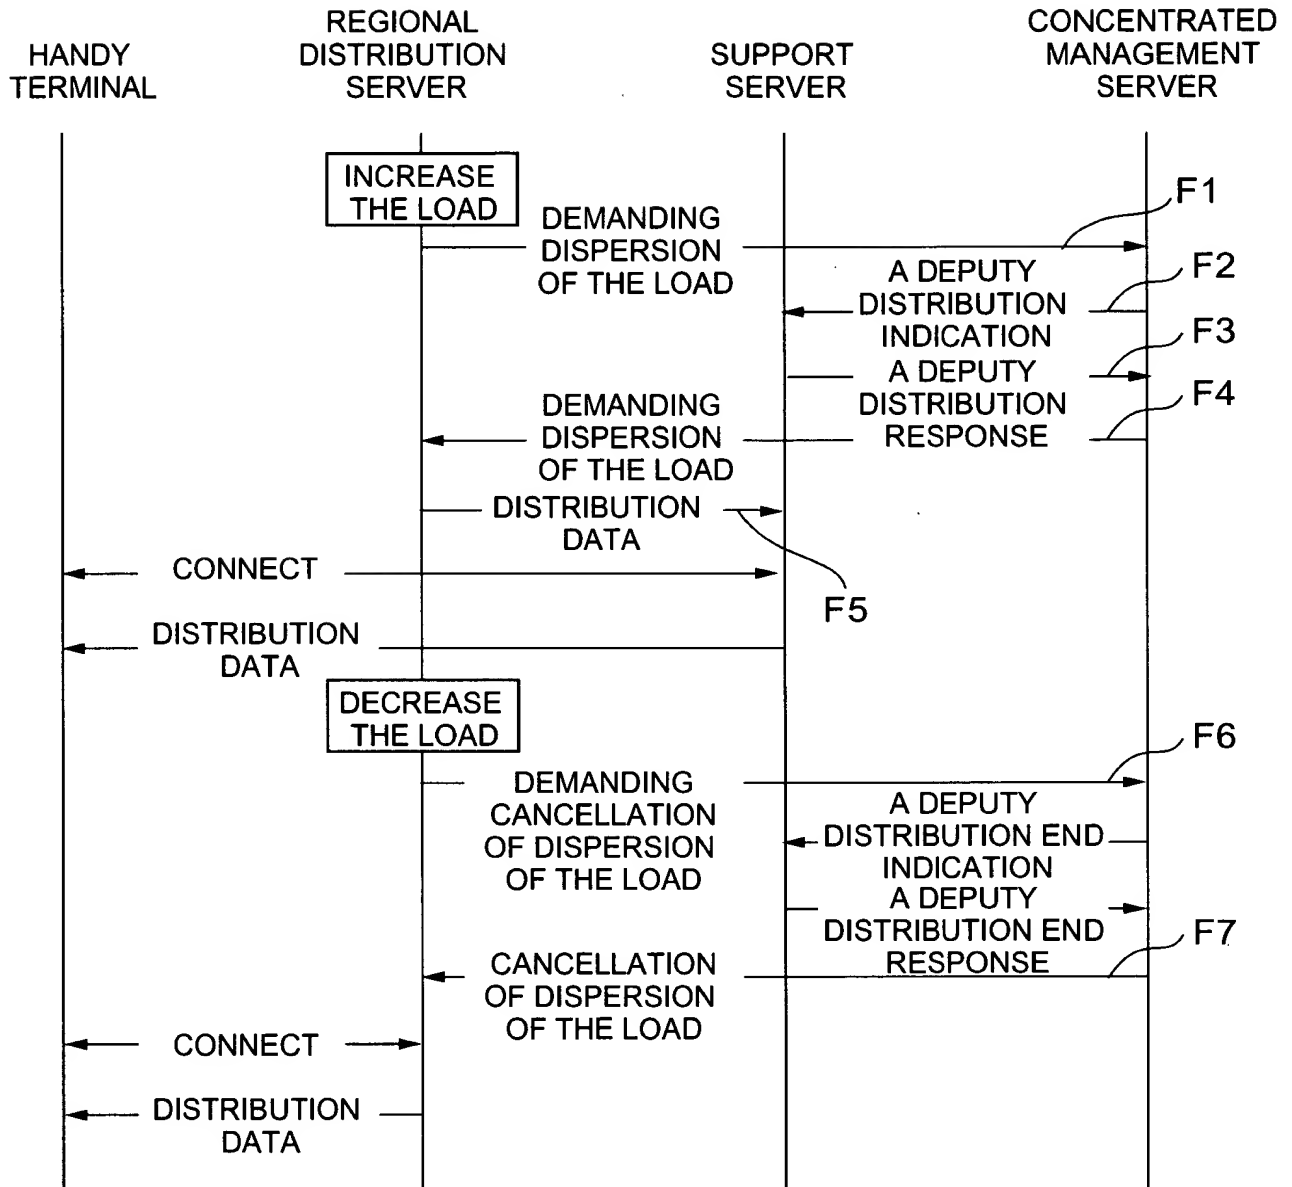 HANDY
TERMINAL
REGIONAL
DISTRIBUTION
SERVER
SUPPORT
SERVER
CONCENTRATED
MANAGEMENT
SERVER
INCREASE
THE LOAD
DEMANDING
DISPERSION
OF THE LOAD
F1
A DEPUTY
DISTRIBUTION
INDICATION
F2
A DEPUTY
DISTRIBUTION
RESPONSE
F3
DEMANDING
DISPERSION
OF THE LOAD
F4
DISTRIBUTION
DATA
F5
CONNECT
DISTRIBUTION
DATA
DECREASE
THE LOAD
DEMANDING
CANCELLATION
OF DISPERSION
OF THE LOAD
F6
A DEPUTY
DISTRIBUTION END
INDICATION
A DEPUTY
DISTRIBUTION END
RESPONSE
F7
CANCELLATION
OF DISPERSION
OF THE LOAD
CONNECT
DISTRIBUTION
DATA